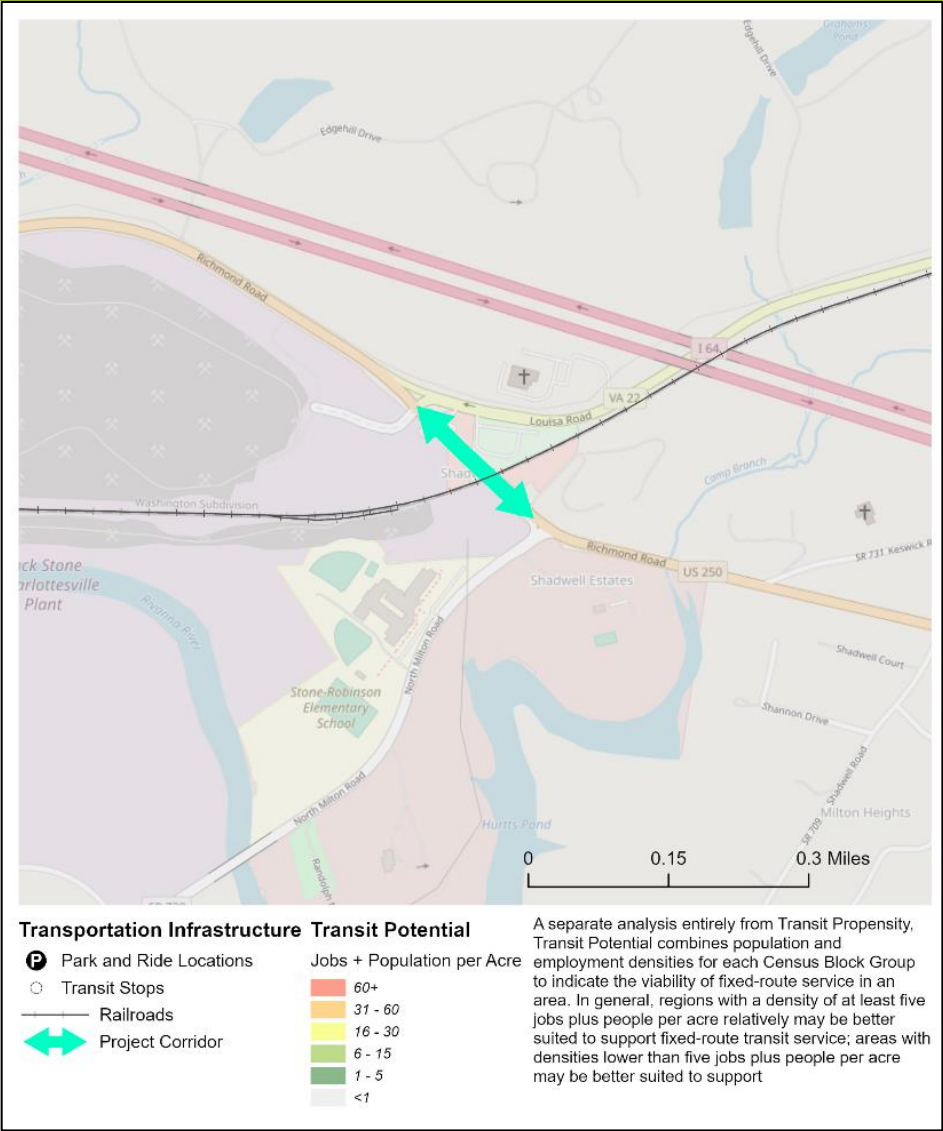 Grahams
Pond
Edgehill Drive
Edgehill Drive
Richmond Road
I 64
VA 22
Louisa Road
Shad
Camp Branch
Washington Subdivision
SR 731 Keswick R
Richmond Road
US 250
ck Stone
arlottesville
Plant
Shadwell Estates
Rivanna River
North Milton Road
Shadwell Court
Stone-Robinson
Elementary
School
Shannon Drive
SR 709 Shadwell Road
North Milton Road
Milton Heights
Hurtts Pond
Randolph
0 0.15 0.3 Miles
Transportation Infrastructure
P Park and Ride Locations
Transit Stops
Railroads
Project Corridor
Transit Potential
Jobs + Population per Acre
60+
31 - 60
16 - 30
6 - 15
1 - 5
<1
A separate analysis entirely from Transit Propensity,
Transit Potential combines population and
employment densities for each Census Block Group
to indicate the viability of fixed-route service in an
area. In general, regions with a density of at least five
jobs plus people per acre relatively may be better
suited to support fixed-route transit service; areas with
densities lower than five jobs plus people per acre
may be better suited to support